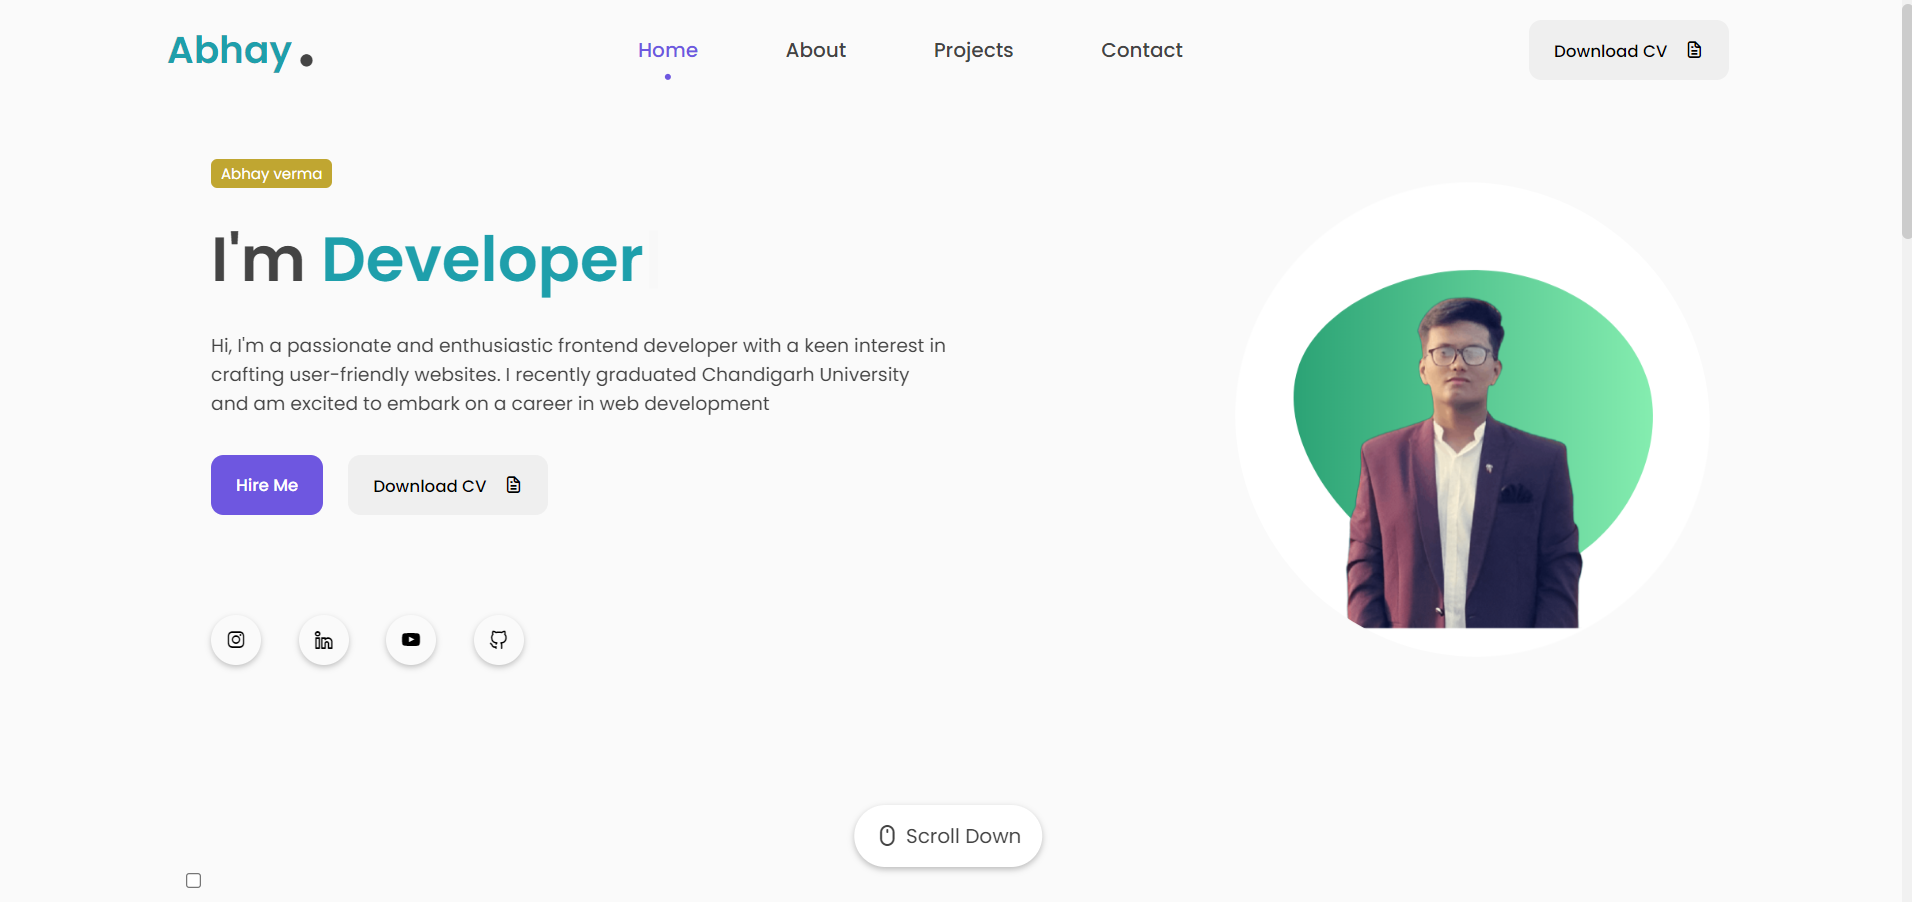 Abhay .
Home
About
Projects
Contact
Download CV
Abhay verma
I'm Developer
Hi, I'm a passionate and enthusiastic frontend developer with a keen interest in
crafting user-friendly websites. I recently graduated Chandigarh University
and am excited to embark on a career in web development
Hire Me
Download CV
Scroll Down